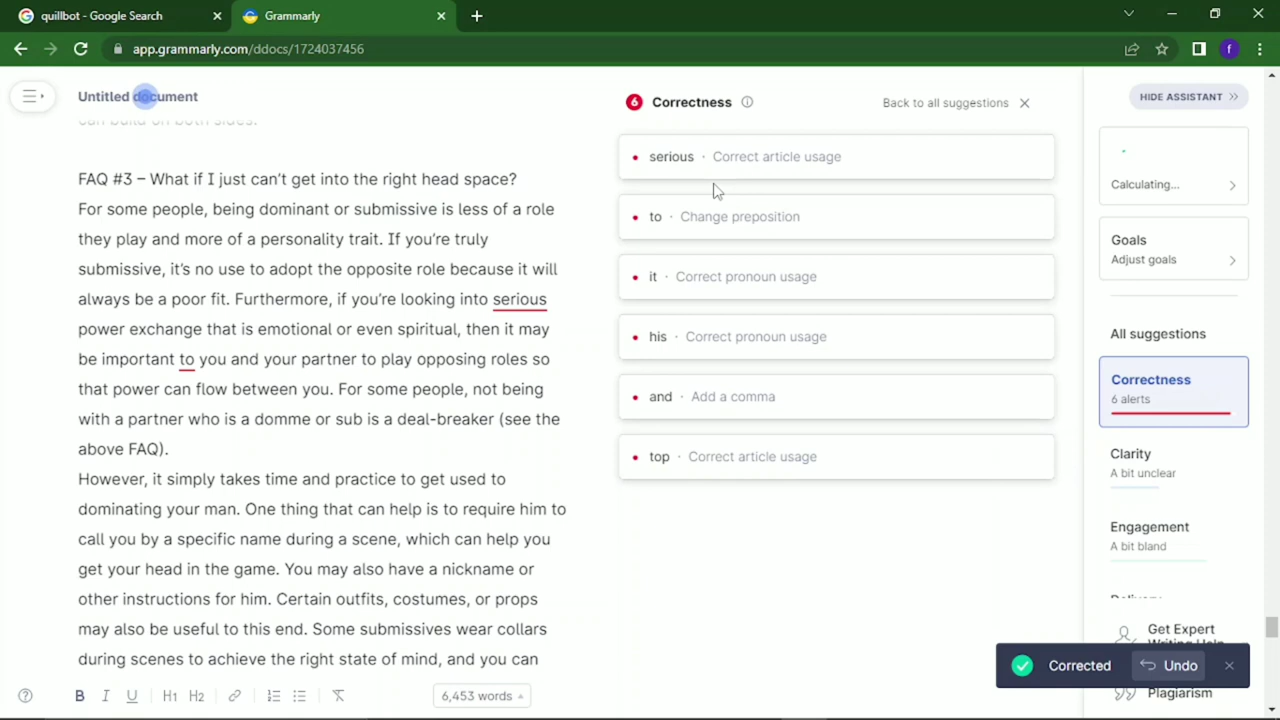 quillbot - Google Search
Grammarly
app.grammarly.com/ddocs/1724037456
f
Untitled document
can build on both sides.
FAQ #3 – What if I just can't get into the right head space?
For some people, being dominant or submissive is less of a role
they play and more of a personality trait. If you're truly
submissive, it's no use to adopt the opposite role because it will
always be a poor fit. Furthermore, if you're looking into serious
power exchange that is emotional or even spiritual, then it may
be important to you and your partner to play opposing roles so
that power can flow between you. For some people, not being
with a partner who is a domme or sub is a deal-breaker (see the
above FAQ).
However, it simply takes time and practice to get used to
dominating your man. One thing that can help is to require him to
call you by a specific name during a scene, which can help you
get your head in the game. You may also have a nickname or
other instructions for him. Certain outfits, costumes, or props
may also be useful to this end. Some submissives wear collars
during scenes to achieve the right state of mind, and you can
B I U H1 H2
6,453 words
6 Correctness
Back to all suggestions
serious · Correct article usage
to · Change preposition
it · Correct pronoun usage
his · Correct pronoun usage
and · Add a comma
top · Correct article usage
HIDE ASSISTANT
Calculating...
Goals
Adjust goals
All suggestions
Correctness
6 alerts
Clarity
A bit unclear
Engagement
A bit bland
Delivery
Get Expert
Writing Help
Corrected Undo
Plagiarism